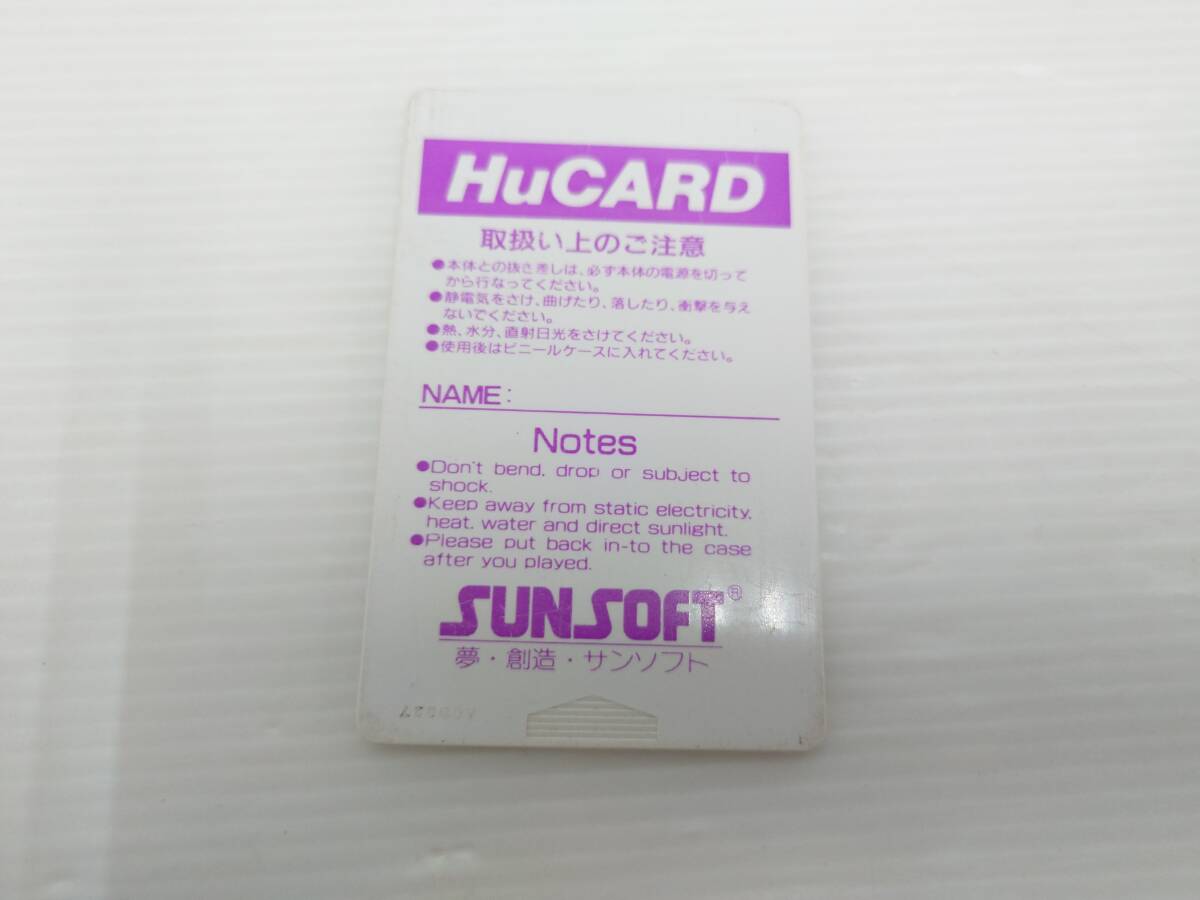 HuCARD
取扱い上のご注意
●本体との抜き差しは、必ず本体の電源を切って
から行なってください。
●静電気をさけ、曲げたり、落したり、衝撃を与え
ないでください。
●熱、水分、直射日光をさけてください。
●使用後はビニールケースに入れてください。
NAME:
Notes
●Don't bend, drop or subject to
shock.
●Keep away from static electricity,
heat, water and direct sunlight.
●Please put back in-to the case
after you played.
SUNSOFT®
夢・創造・サンソフト
1